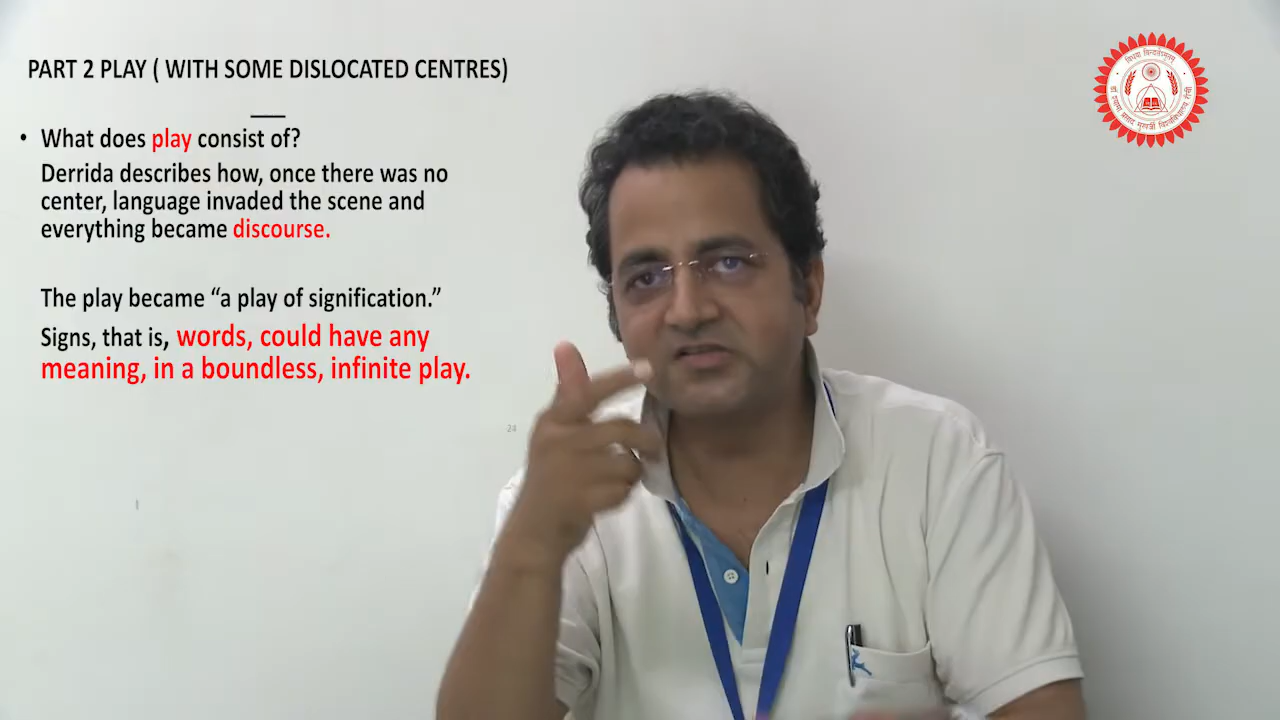 PART 2 PLAY ( WITH SOME DISLOCATED CENTRES)
• What does play consist of?
Derrida describes how, once there was no
center, language invaded the scene and
everything became discourse.
The play became “a play of signification.”
Signs, that is, words, could have any
meaning, in a boundless, infinite play.
24